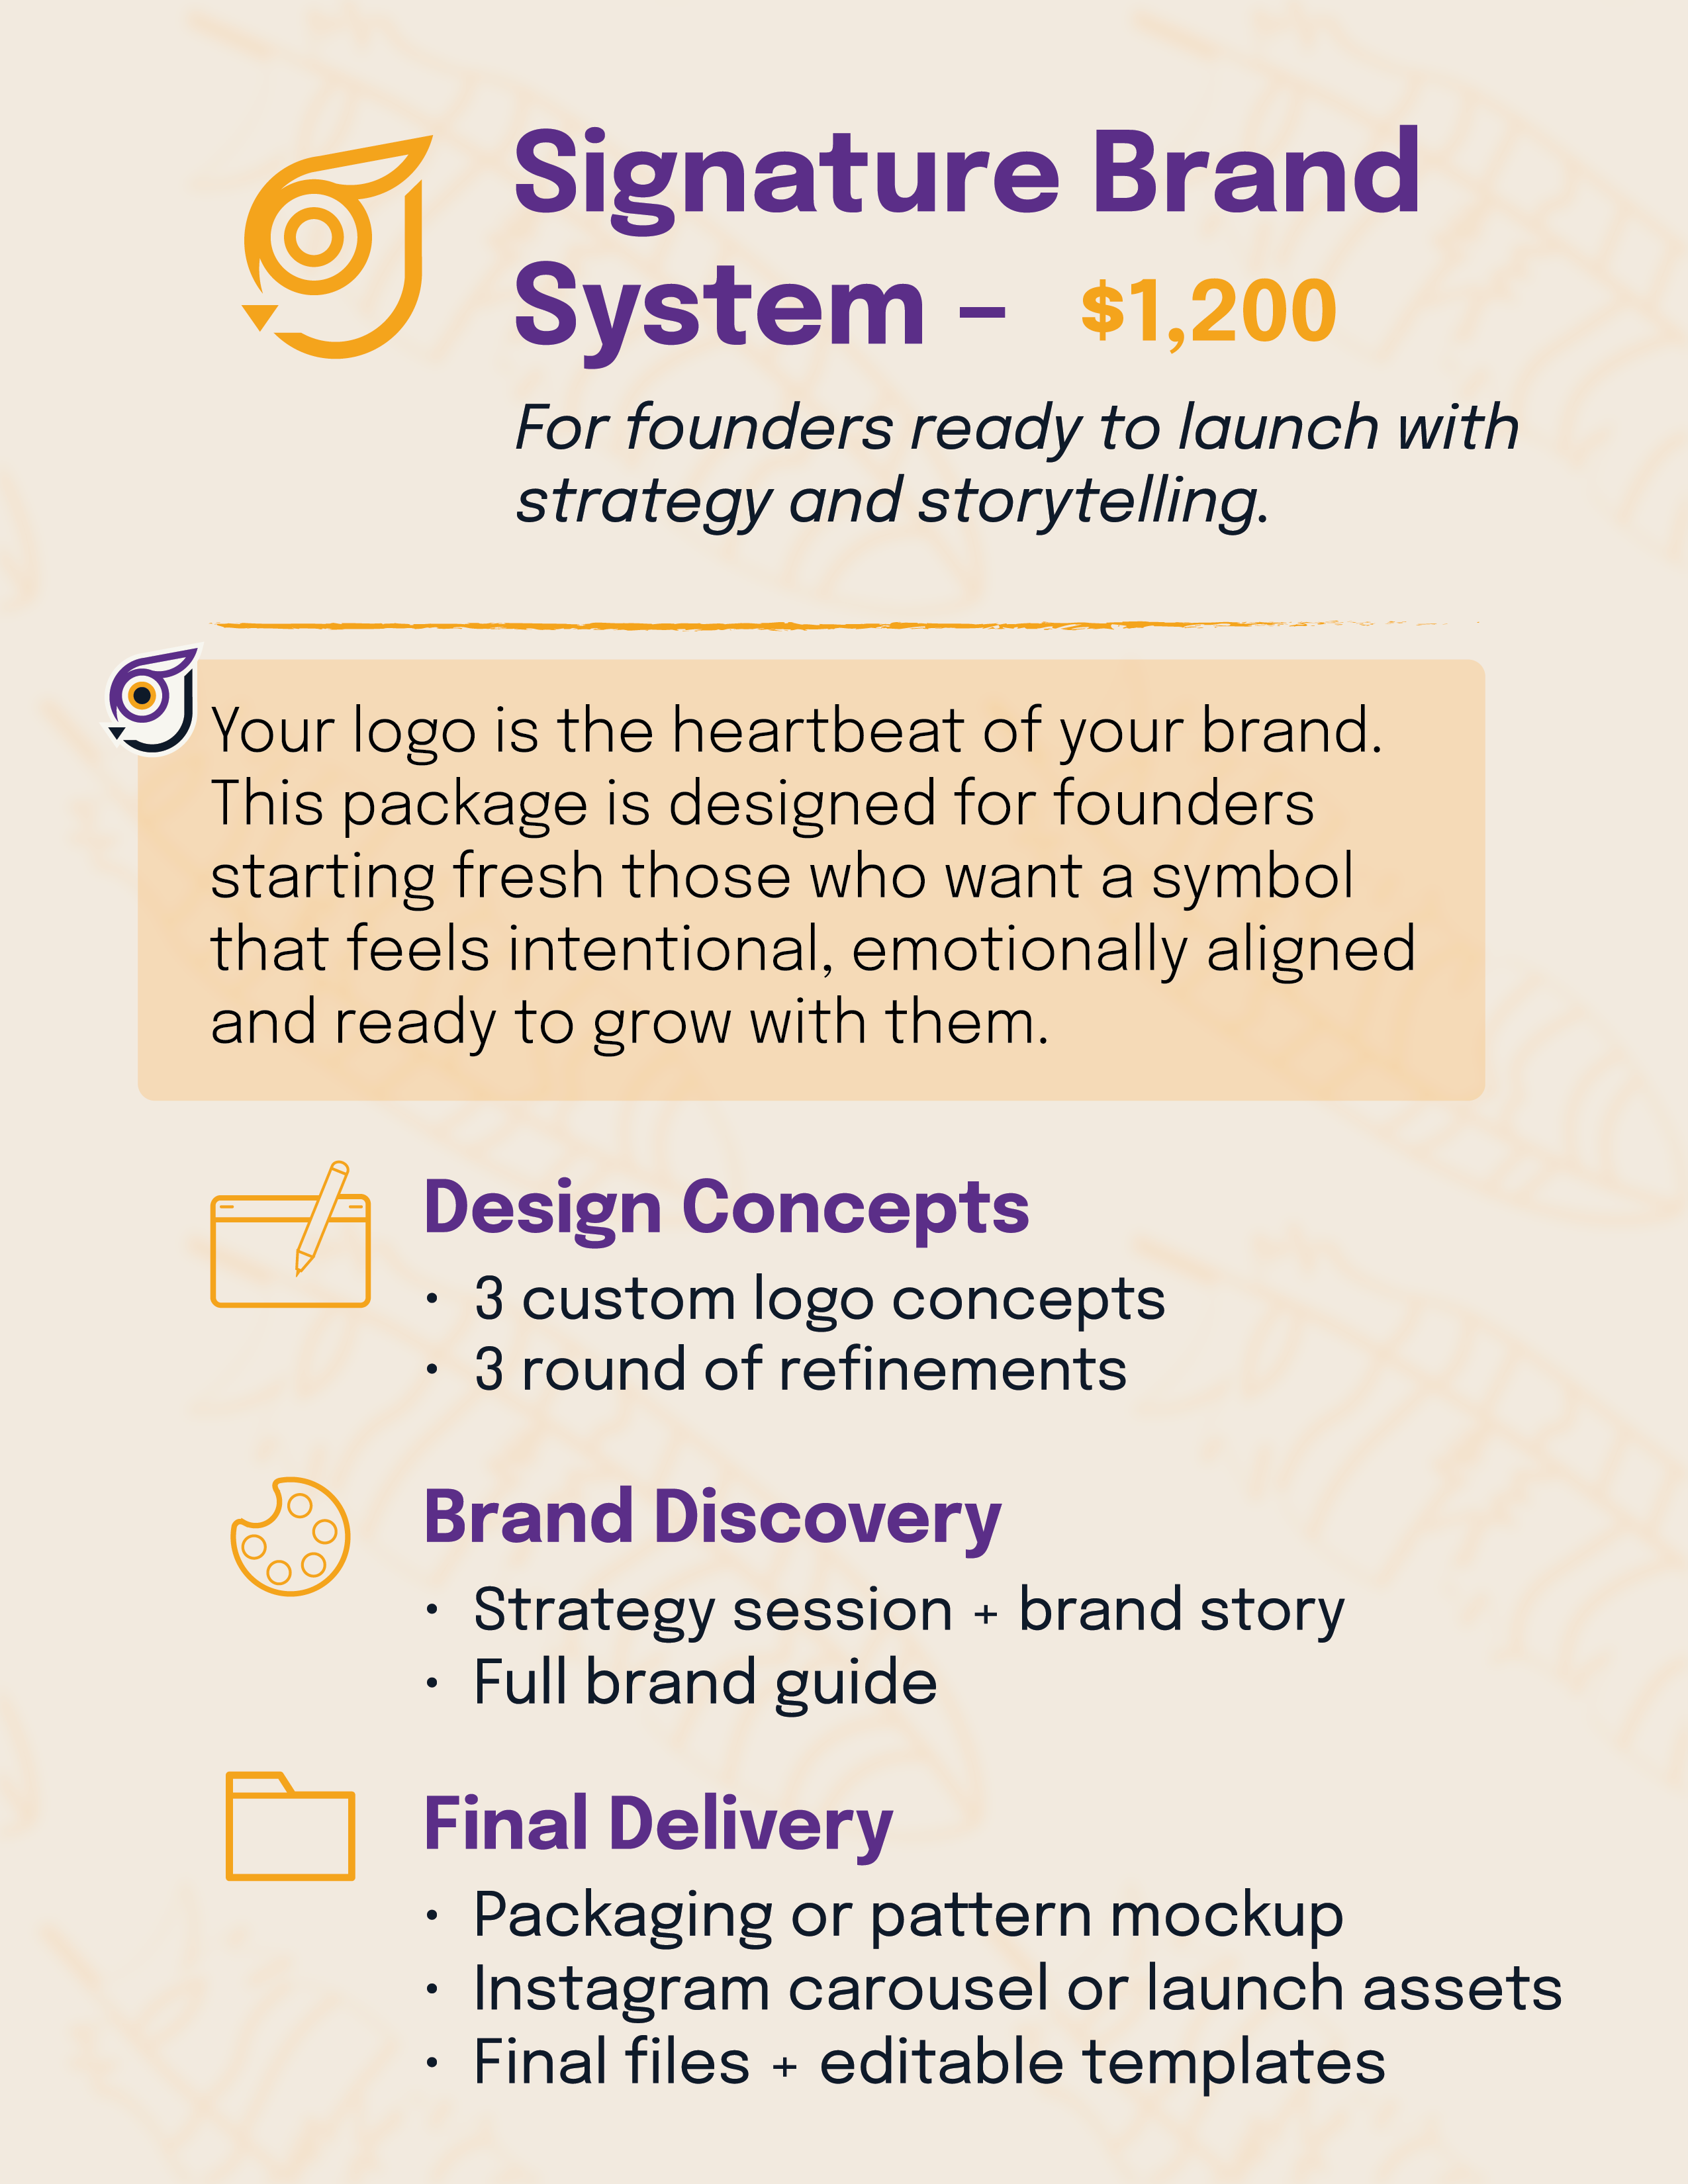 Signature Brand
System – $1,200
For founders ready to launch with
strategy and storytelling.
Your logo is the heartbeat of your brand.
This package is designed for founders
starting fresh those who want a symbol
that feels intentional, emotionally aligned
and ready to grow with them.
Design Concepts
• 3 custom logo concepts
• 3 round of refinements
Brand Discovery
• Strategy session + brand story
• Full brand guide
Final Delivery
• Packaging or pattern mockup
• Instagram carousel or launch assets
• Final files + editable templates